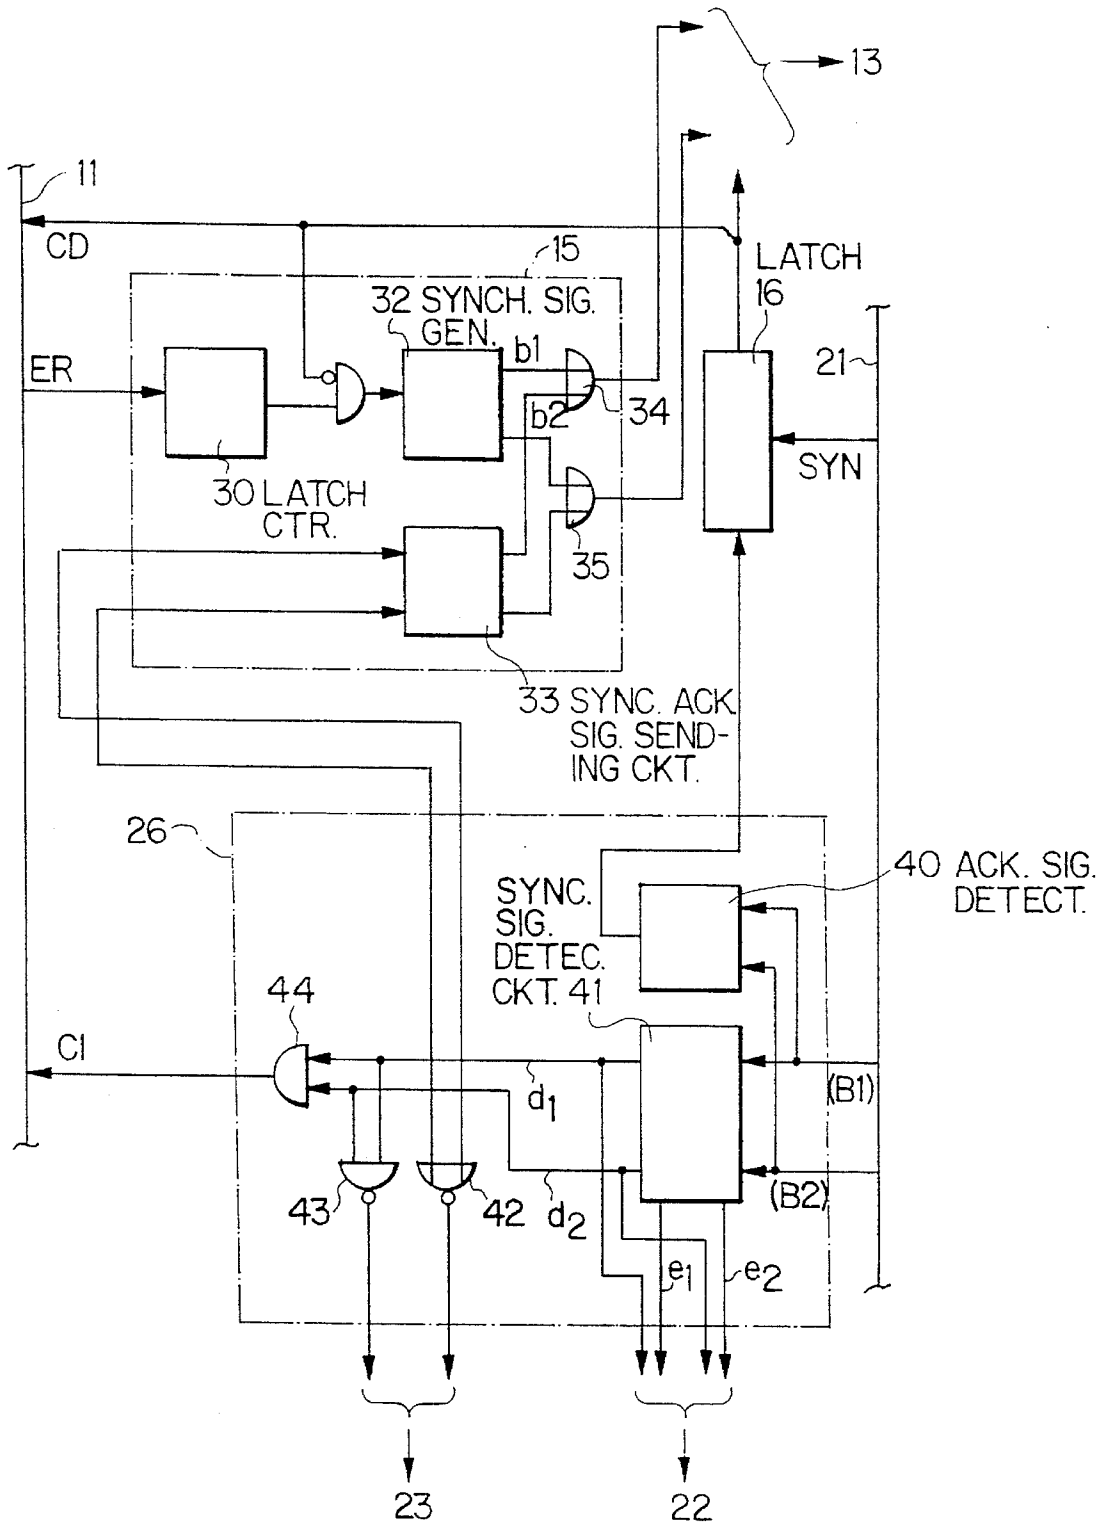 13
11
CD
15
LATCH
16
32 SYNCH. SIG.
GEN.
21
ER
b1
34
b2
SYN
30 LATCH
CTR.
35
33 SYNC. ACK.
SIG. SEND-
ING CKT.
26
40 ACK. SIG.
DETECT.
SYNC.
SIG.
DETEC.
CKT. 41
44
CI
d1
(B1)
43
42
d2
(B2)
e1
e2
23
22